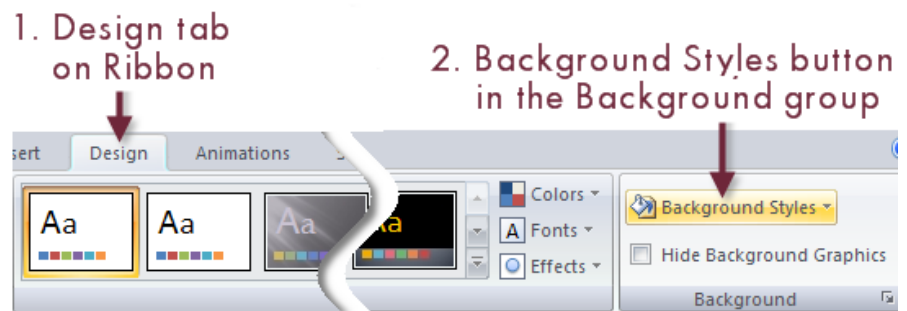 1. Design tab
on Ribbon
2. Background Styles button
in the Background group
sert Design Animations S
Aa Aa Aa Aa
Colors
A Fonts
Effects
Background Styles
Hide Background Graphics
Background